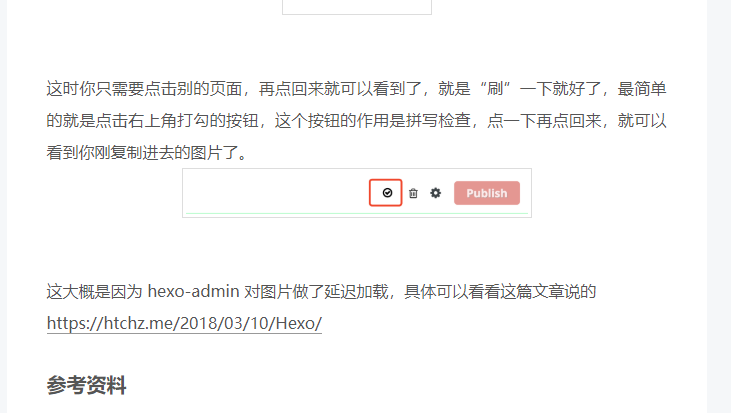 这时你只需要点击别的页面，再点回来就可以看到了，就是“刷”一下就好了，最简单
的就是点击右上角打勾的按钮，这个按钮的作用是拼写检查，点一下再点回来，就可以
看到你刚复制进去的图片了。
Publish
这大概是因为 hexo-admin 对图片做了延迟加载，具体可以看看这篇文章说的
https://htchz.me/2018/03/10/Hexo/
参考资料